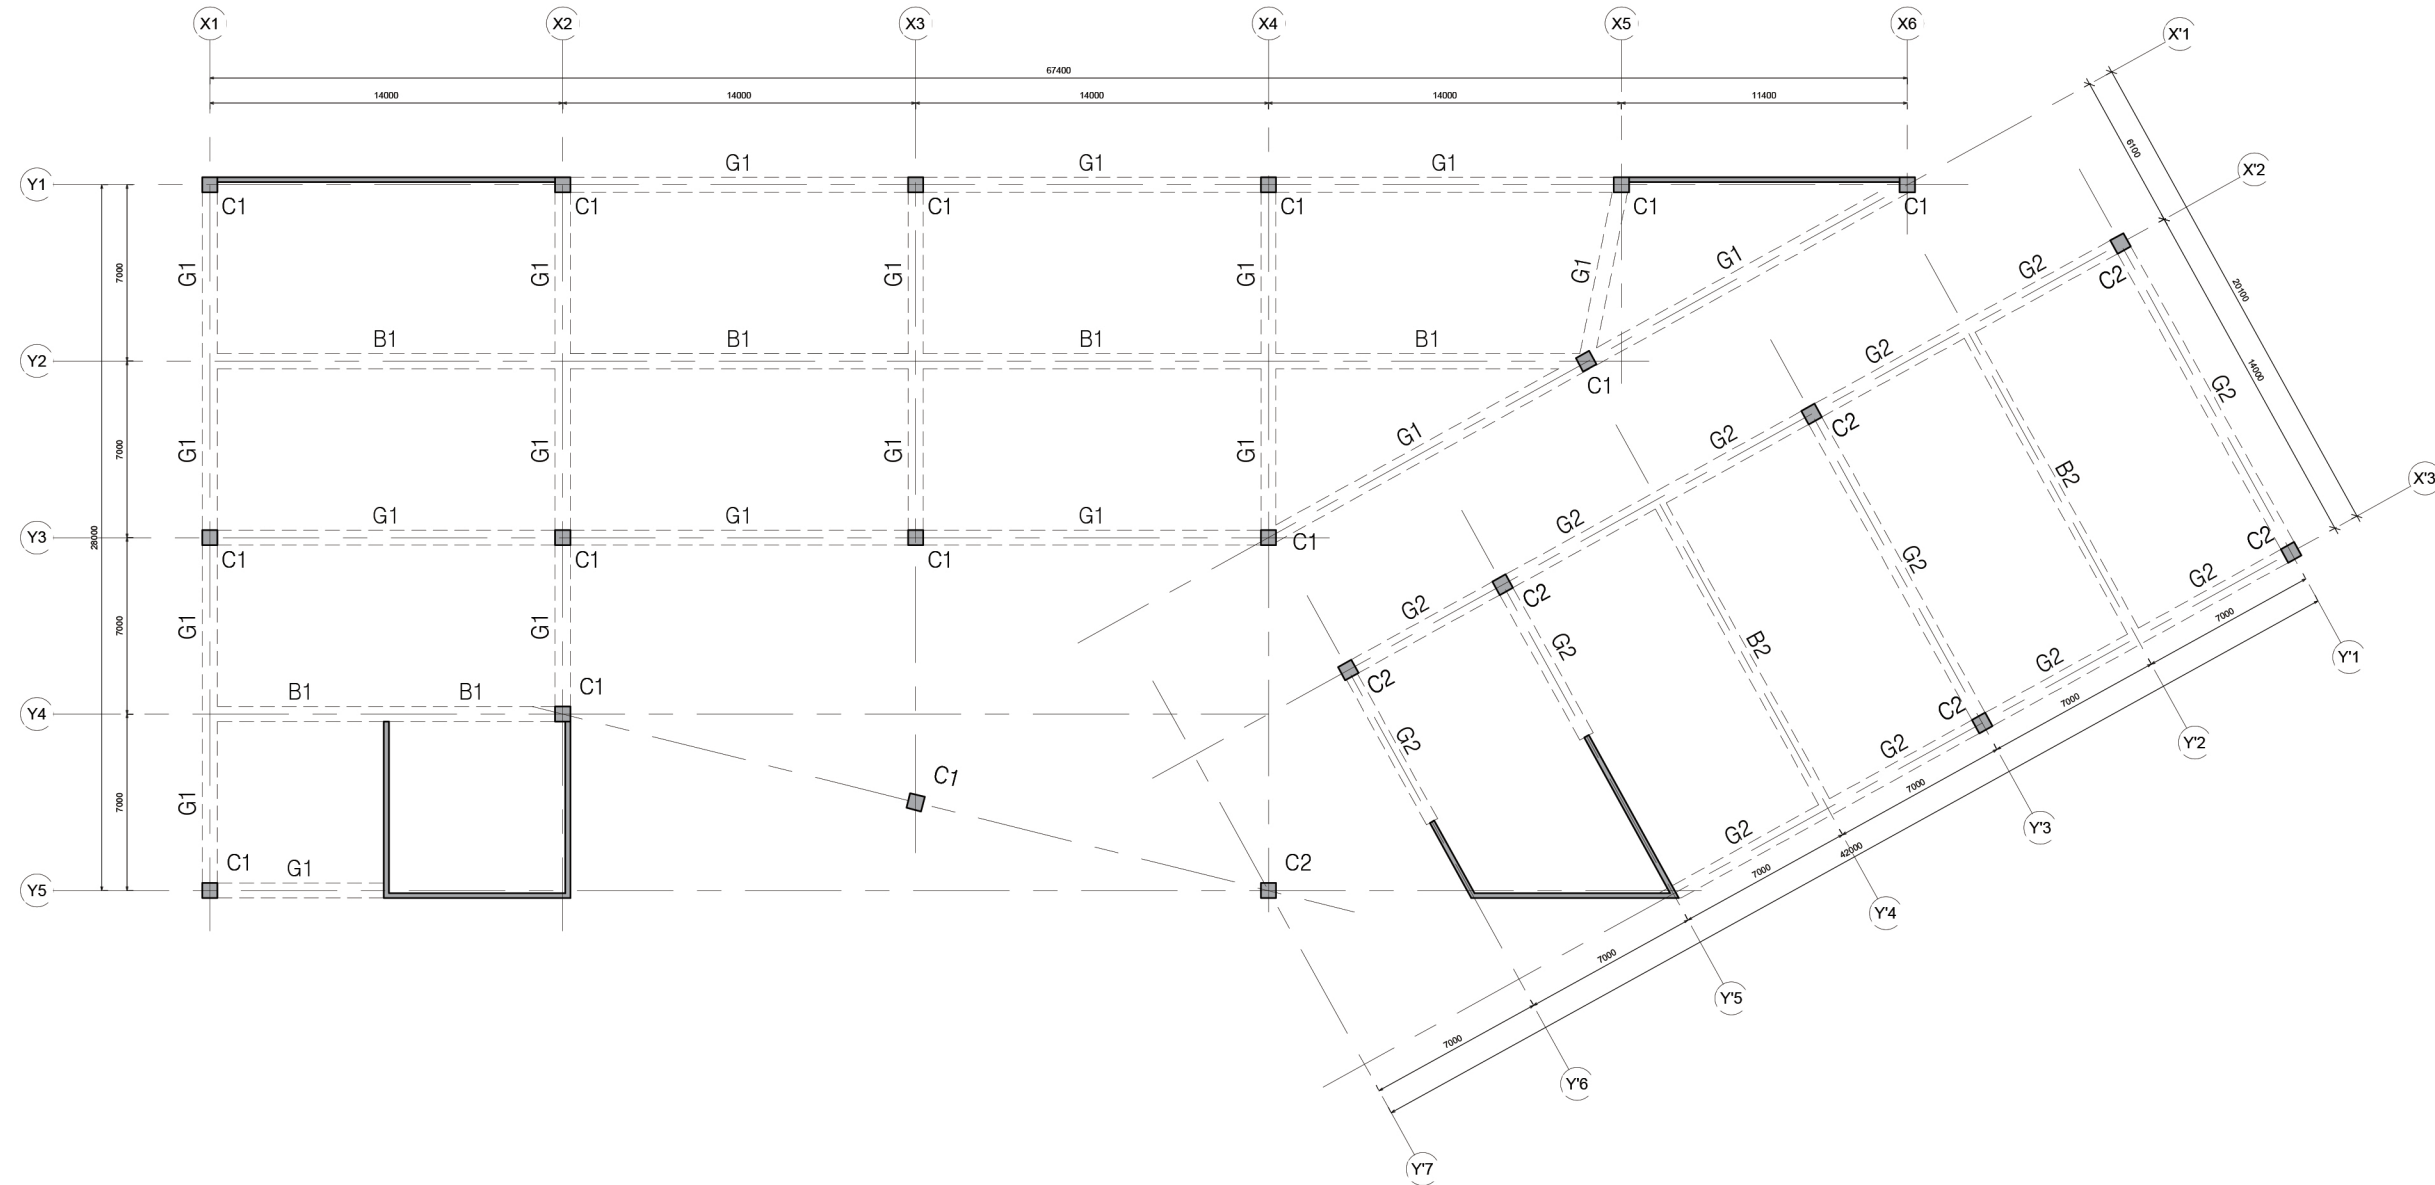 X1 X2 X3 X4 X5 X6 X'1
67400
14000 14000 14000 14000 11400
6100
X'2
Y1 G1 G1 G1
C1 C1 C1 C1 C1 C1
7000 G1 G1 G1 G1 G1 G1 G2 C2 20100
Y2 B1 B1 B1 B1 G2 14000
C1 G2
7000 G1 G1 G1 G1 G1 G2 C2 B2 X'3
Y3 28000 G1 G1 G1 G2
C1 C1 C1 C1 G2 C2
G2 C2 G2
7000 G1 G1 G2 B2 G2 7000
Y4 B1 B1 C1 C2 G2 C2 7000 Y'1
G2 G2 Y'2
7000 G1 C1 G2 7000 Y'3
42000
Y5 C1 G1 C2 7000 Y'4
7000 Y'5
7000 Y'6
Y'7